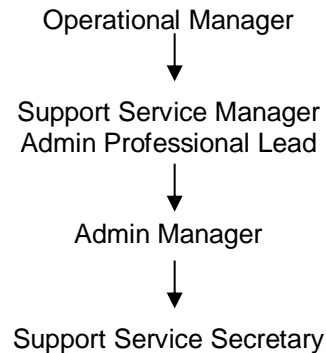 Operational Manager
Support Service Manager
Admin Professional Lead
Admin Manager
Support Service Secretary